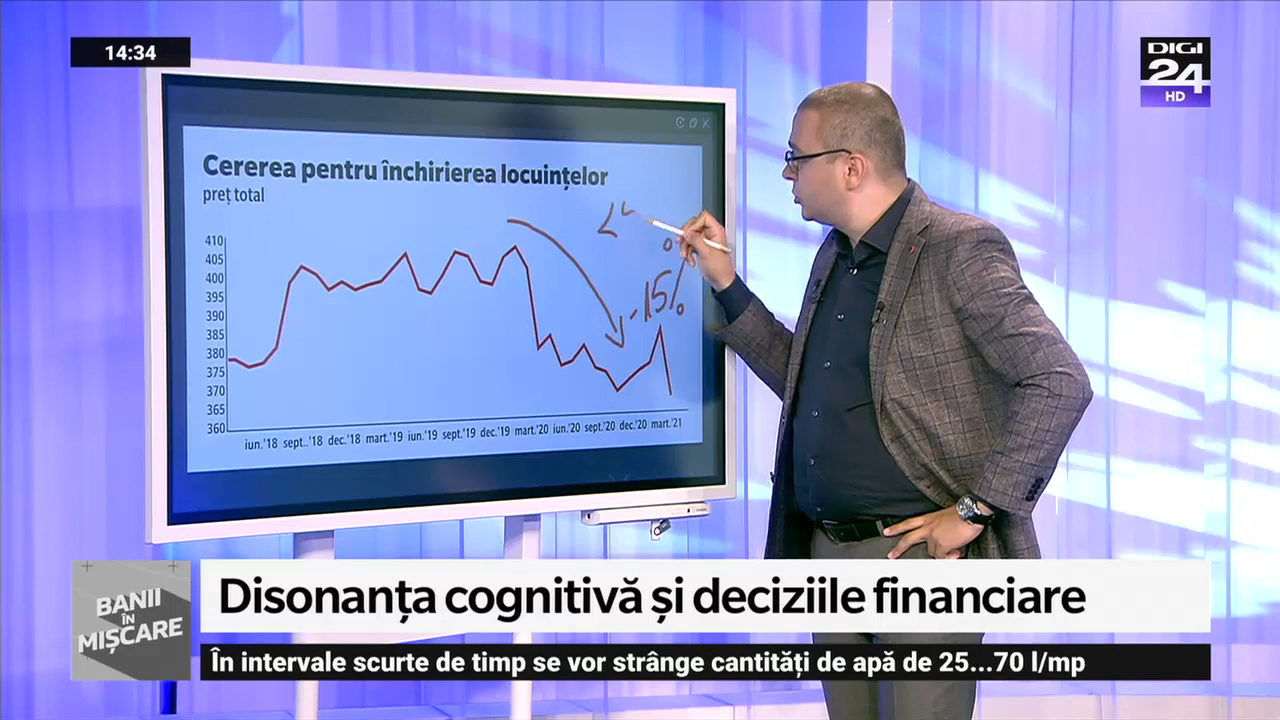 14:34
DIGI
24
HD
Cererea pentru închirierea locuințelor
preț total
410
405
400
395
390
385
380
375
370
365
360
iun.'18 sept..'18 dec.'18 mart.'19 iun.'19 sept.'19 dec.'19 mart.'20 iun.'20 sept.'20 dec.'20 mart.'21
-15%
BANII
ÎN
MIȘCARE
Disonanța cognitivă și deciziile financiare
În intervale scurte de timp se vor strânge cantități de apă de 25...70 l/mp